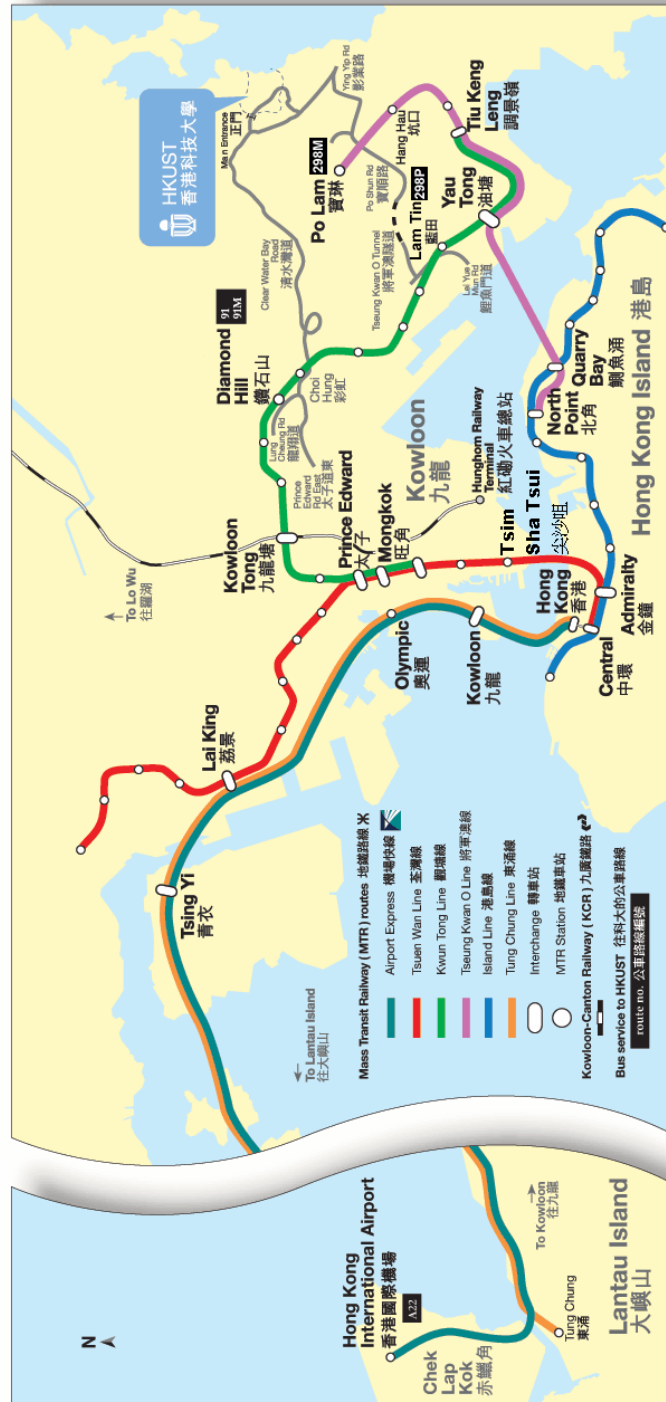 HKUST
香港科技大學
Main Entrance
正門
Ying Yip Rd
影業路
Clear Water Bay
Road
清水灣道
Po Lam
寶琳
298M
Hang Hau
坑口
Po Shun Rd
寶順路
Tiu Keng
Leng
調景嶺
Diamond
Hill
鑽石山
91
91M
Choi
Hung
彩虹
Lung
Cheung Rd
龍翔道
Tseung Kwan O Tunnel
將軍澳隧道
Lam Tin
藍田
298P
Yau
Tong
油塘
Lei Yue
Mun Rd
鯉魚門道
Prince
Edward
Rd East
太子道東
Kowloon
Tong
九龍塘
Prince Edward
太子
Mongkok
旺角
Kowloon
九龍
Hunghom Railway
Terminal
紅磡火車總站
To Lo Wu
往羅湖
Tsim
Sha Tsui
尖沙咀
North
Point
北角
Quarry
Bay
鰂魚涌
Hong Kong Island 港島
Lai King
荔景
Olympic
奧運
Kowloon
九龍
Hong
Kong
香港
Central
中環
Admiralty
金鐘
Tsing Yi
青衣
To Lantau Island
往大嶼山
Mass Transit Railway (MTR) routes 地鐵路線
Airport Express 機場快線
Tsuen Wan Line 荃灣線
Kwun Tong Line 觀塘線
Tseung Kwan O Line 將軍澳線
Island Line 港島線
Tung Chung Line 東涌線
Interchange 轉車站
MTR Station 地鐵車站
Kowloon-Canton Railway (KCR) 九廣鐵路
Bus service to HKUST 往科大的公車路線
route no. 公車路線編號
N
Hong Kong
International Airport
香港國際機場
A22
Chek
Lap
Kok
赤鱲角
To Kowloon
往九龍
Tung Chung
東涌
Lantau Island
大嶼山